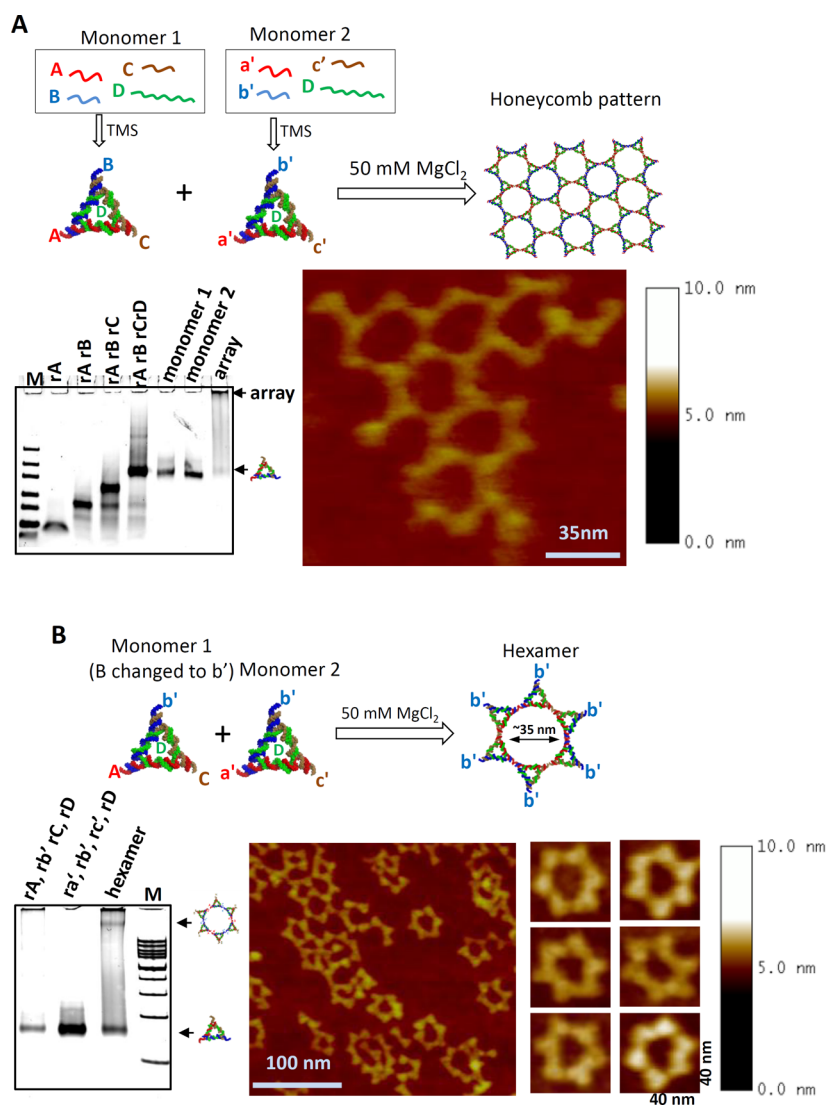 A
Monomer 1
Monomer 2
A
C
B
D
a'
c'
b'
D
TMS
TMS
Honeycomb pattern
B
D
A
C
+
b'
D
a'
c'
50 mM MgCl2
M
rA
rA rB
rA rB rC
rA rB rCrD
monomer 1
monomer 2
array
array
35nm
10.0 nm
5.0 nm
0.0 nm
B
Monomer 1
(B changed to b') Monomer 2
Hexamer
b'
D
A
C
+
b'
D
a'
c'
50 mM MgCl2
b'
b'
b'
~35 nm
b'
b'
b'
rA, rb' rC, rD
ra', rb', rc', rD
hexamer
M
100 nm
40 nm
40 nm
10.0 nm
5.0 nm
0.0 nm